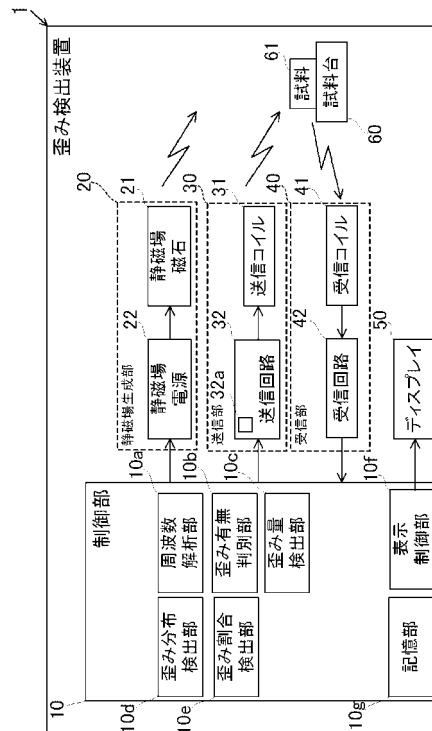 歪み検出装置
1
10
制御部
10d
歪み分布
検出部
10a
周波数
解析部
10e
歪み割合
検出部
10b
歪み有無
判別部
10c
歪み量
検出部
10g
記憶部
10f
表示
制御部
静磁場生成部
20
22
静磁場
電源
21
静磁場
磁石
送信部
30
32
32a
送信回路
31
送信コイル
受信部
40
42
受信回路
41
受信コイル
50
ディスプレイ
61
試料
試料台
60